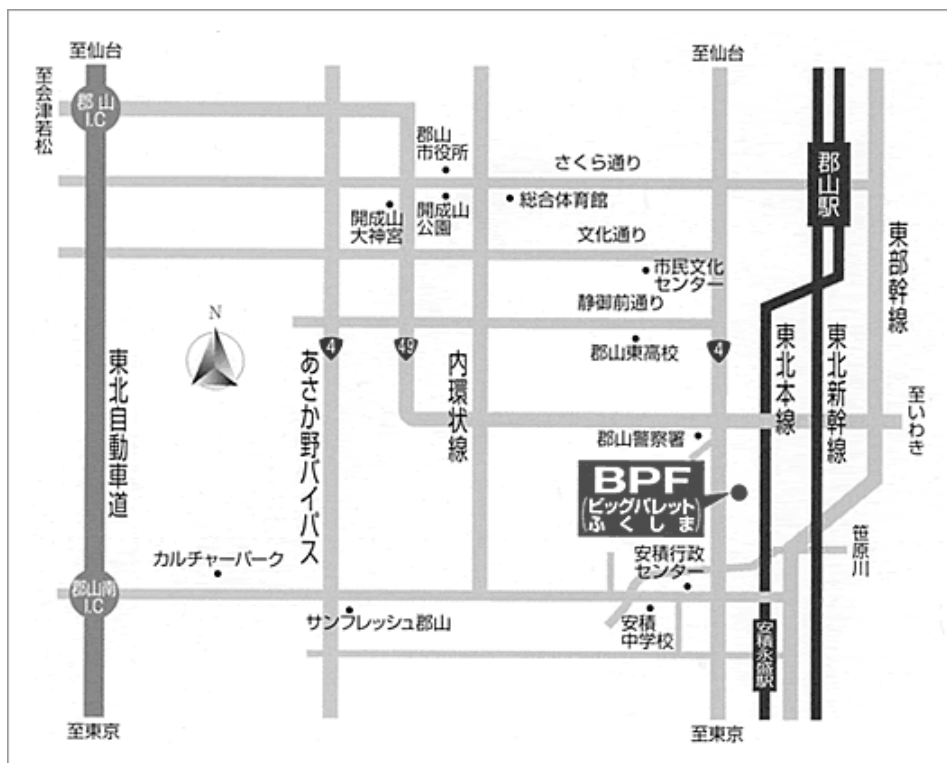 至仙台
至仙台
至会津若松
郡山
I.C
郡山
市役所
さくら通り
郡山駅
開成山
大神宮
開成山
公園
総合体育館
文化通り
東部幹線
市民文化
センター
静御前通り
N
4
49
4
郡山東高校
東北自動車道
あさか野バイパス
内環状線
東北本線
東北新幹線
至いわき
郡山警察署
BPF
(ビッグパレット
ふくしま)
笹原川
カルチャーパーク
安積行政
センター
郡山南
I.C
サンフレッシュ郡山
安積
中学校
安積永盛駅
至東京
至東京